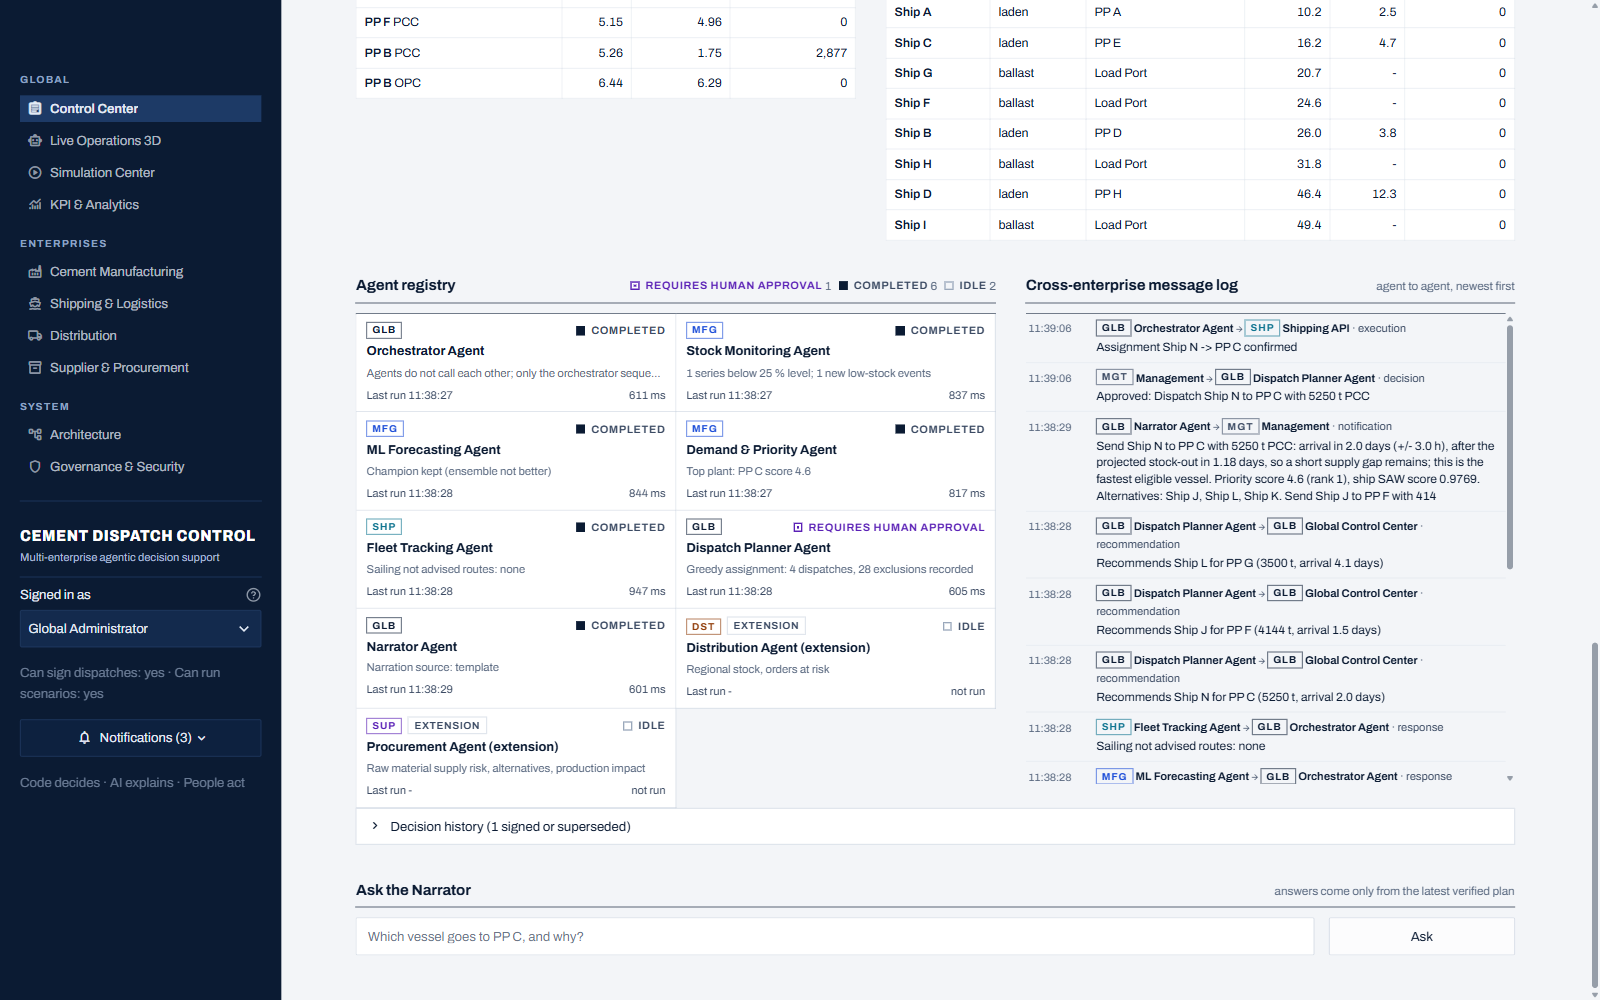 GLOBAL
Control Center
Live Operations 3D
Simulation Center
KPI & Analytics
ENTERPRISES
Cement Manufacturing
Shipping & Logistics
Distribution
Supplier & Procurement
SYSTEM
Architecture
Governance & Security
CEMENT DISPATCH CONTROL
Multi-enterprise agentic decision support
Signed in as
Global Administrator
Can sign dispatches: yes · Can run
scenarios: yes
Notifications (3)
Code decides · AI explains · People act
PP F PCC 5.15 4.96 0
PP B PCC 5.26 1.75 2,877
PP B OPC 6.44 6.29 0
Ship A laden PP A 10.2 2.5 0
Ship C laden PP E 16.2 4.7 0
Ship G ballast Load Port 20.7 - 0
Ship F ballast Load Port 24.6 - 0
Ship B laden PP D 26.0 3.8 0
Ship H ballast Load Port 31.8 - 0
Ship D laden PP H 46.4 12.3 0
Ship I ballast Load Port 49.4 - 0
Agent registry
REQUIRES HUMAN APPROVAL 1 COMPLETED 6 IDLE 2
GLB COMPLETED
Orchestrator Agent
Agents do not call each other; only the orchestrator seque...
Last run 11:38:27 611 ms
MFG COMPLETED
Stock Monitoring Agent
1 series below 25 % level; 1 new low-stock events
Last run 11:38:27 837 ms
MFG COMPLETED
ML Forecasting Agent
Champion kept (ensemble not better)
Last run 11:38:28 844 ms
MFG COMPLETED
Demand & Priority Agent
Top plant: PP C score 4.6
Last run 11:38:27 817 ms
SHP COMPLETED
Fleet Tracking Agent
Sailing not advised routes: none
Last run 11:38:28 947 ms
GLB REQUIRES HUMAN APPROVAL
Dispatch Planner Agent
Greedy assignment: 4 dispatches, 28 exclusions recorded
Last run 11:38:28 605 ms
GLB COMPLETED
Narrator Agent
Narration source: template
Last run 11:38:29 601 ms
DST EXTENSION IDLE
Distribution Agent (extension)
Regional stock, orders at risk
Last run - not run
SUP EXTENSION IDLE
Procurement Agent (extension)
Raw material supply risk, alternatives, production impact
Last run - not run
Cross-enterprise message log
agent to agent, newest first
11:39:06 GLB Orchestrator Agent → SHP Shipping API · execution
Assignment Ship N -> PP C confirmed
11:39:06 MGT Management → GLB Dispatch Planner Agent · decision
Approved: Dispatch Ship N to PP C with 5250 t PCC
11:38:29 GLB Narrator Agent → MGT Management · notification
Send Ship N to PP C with 5250 t PCC: arrival in 2.0 days (+/- 3.0 h), after the
projected stock-out in 1.18 days, so a short supply gap remains; this is the
fastest eligible vessel. Priority score 4.6 (rank 1), ship SAW score 0.9769.
Alternatives: Ship J, Ship L, Ship K. Send Ship J to PP F with 414
11:38:28 GLB Dispatch Planner Agent → GLB Global Control Center ·
recommendation
Recommends Ship L for PP G (3500 t, arrival 4.1 days)
11:38:28 GLB Dispatch Planner Agent → GLB Global Control Center ·
recommendation
Recommends Ship J for PP F (4144 t, arrival 1.5 days)
11:38:28 GLB Dispatch Planner Agent → GLB Global Control Center ·
recommendation
Recommends Ship N for PP C (5250 t, arrival 2.0 days)
11:38:28 SHP Fleet Tracking Agent → GLB Orchestrator Agent · response
Sailing not advised routes: none
11:38:28 MFG ML Forecasting Agent → GLB Orchestrator Agent · response
Decision history (1 signed or superseded)
Ask the Narrator
answers come only from the latest verified plan
Which vessel goes to PP C, and why?
Ask